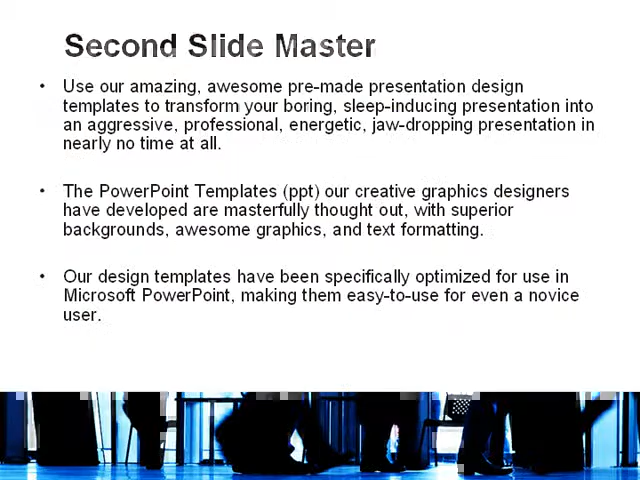 Second Slide Master
• Use our amazing, awesome pre-made presentation design
templates to transform your boring, sleep-inducing presentation into
an aggressive, professional, energetic, jaw-dropping presentation in
nearly no time at all.
• The PowerPoint Templates (ppt) our creative graphics designers
have developed are masterfully thought out, with superior
backgrounds, awesome graphics, and text formatting.
• Our design templates have been specifically optimized for use in
Microsoft PowerPoint, making them easy-to-use for even a novice
user.